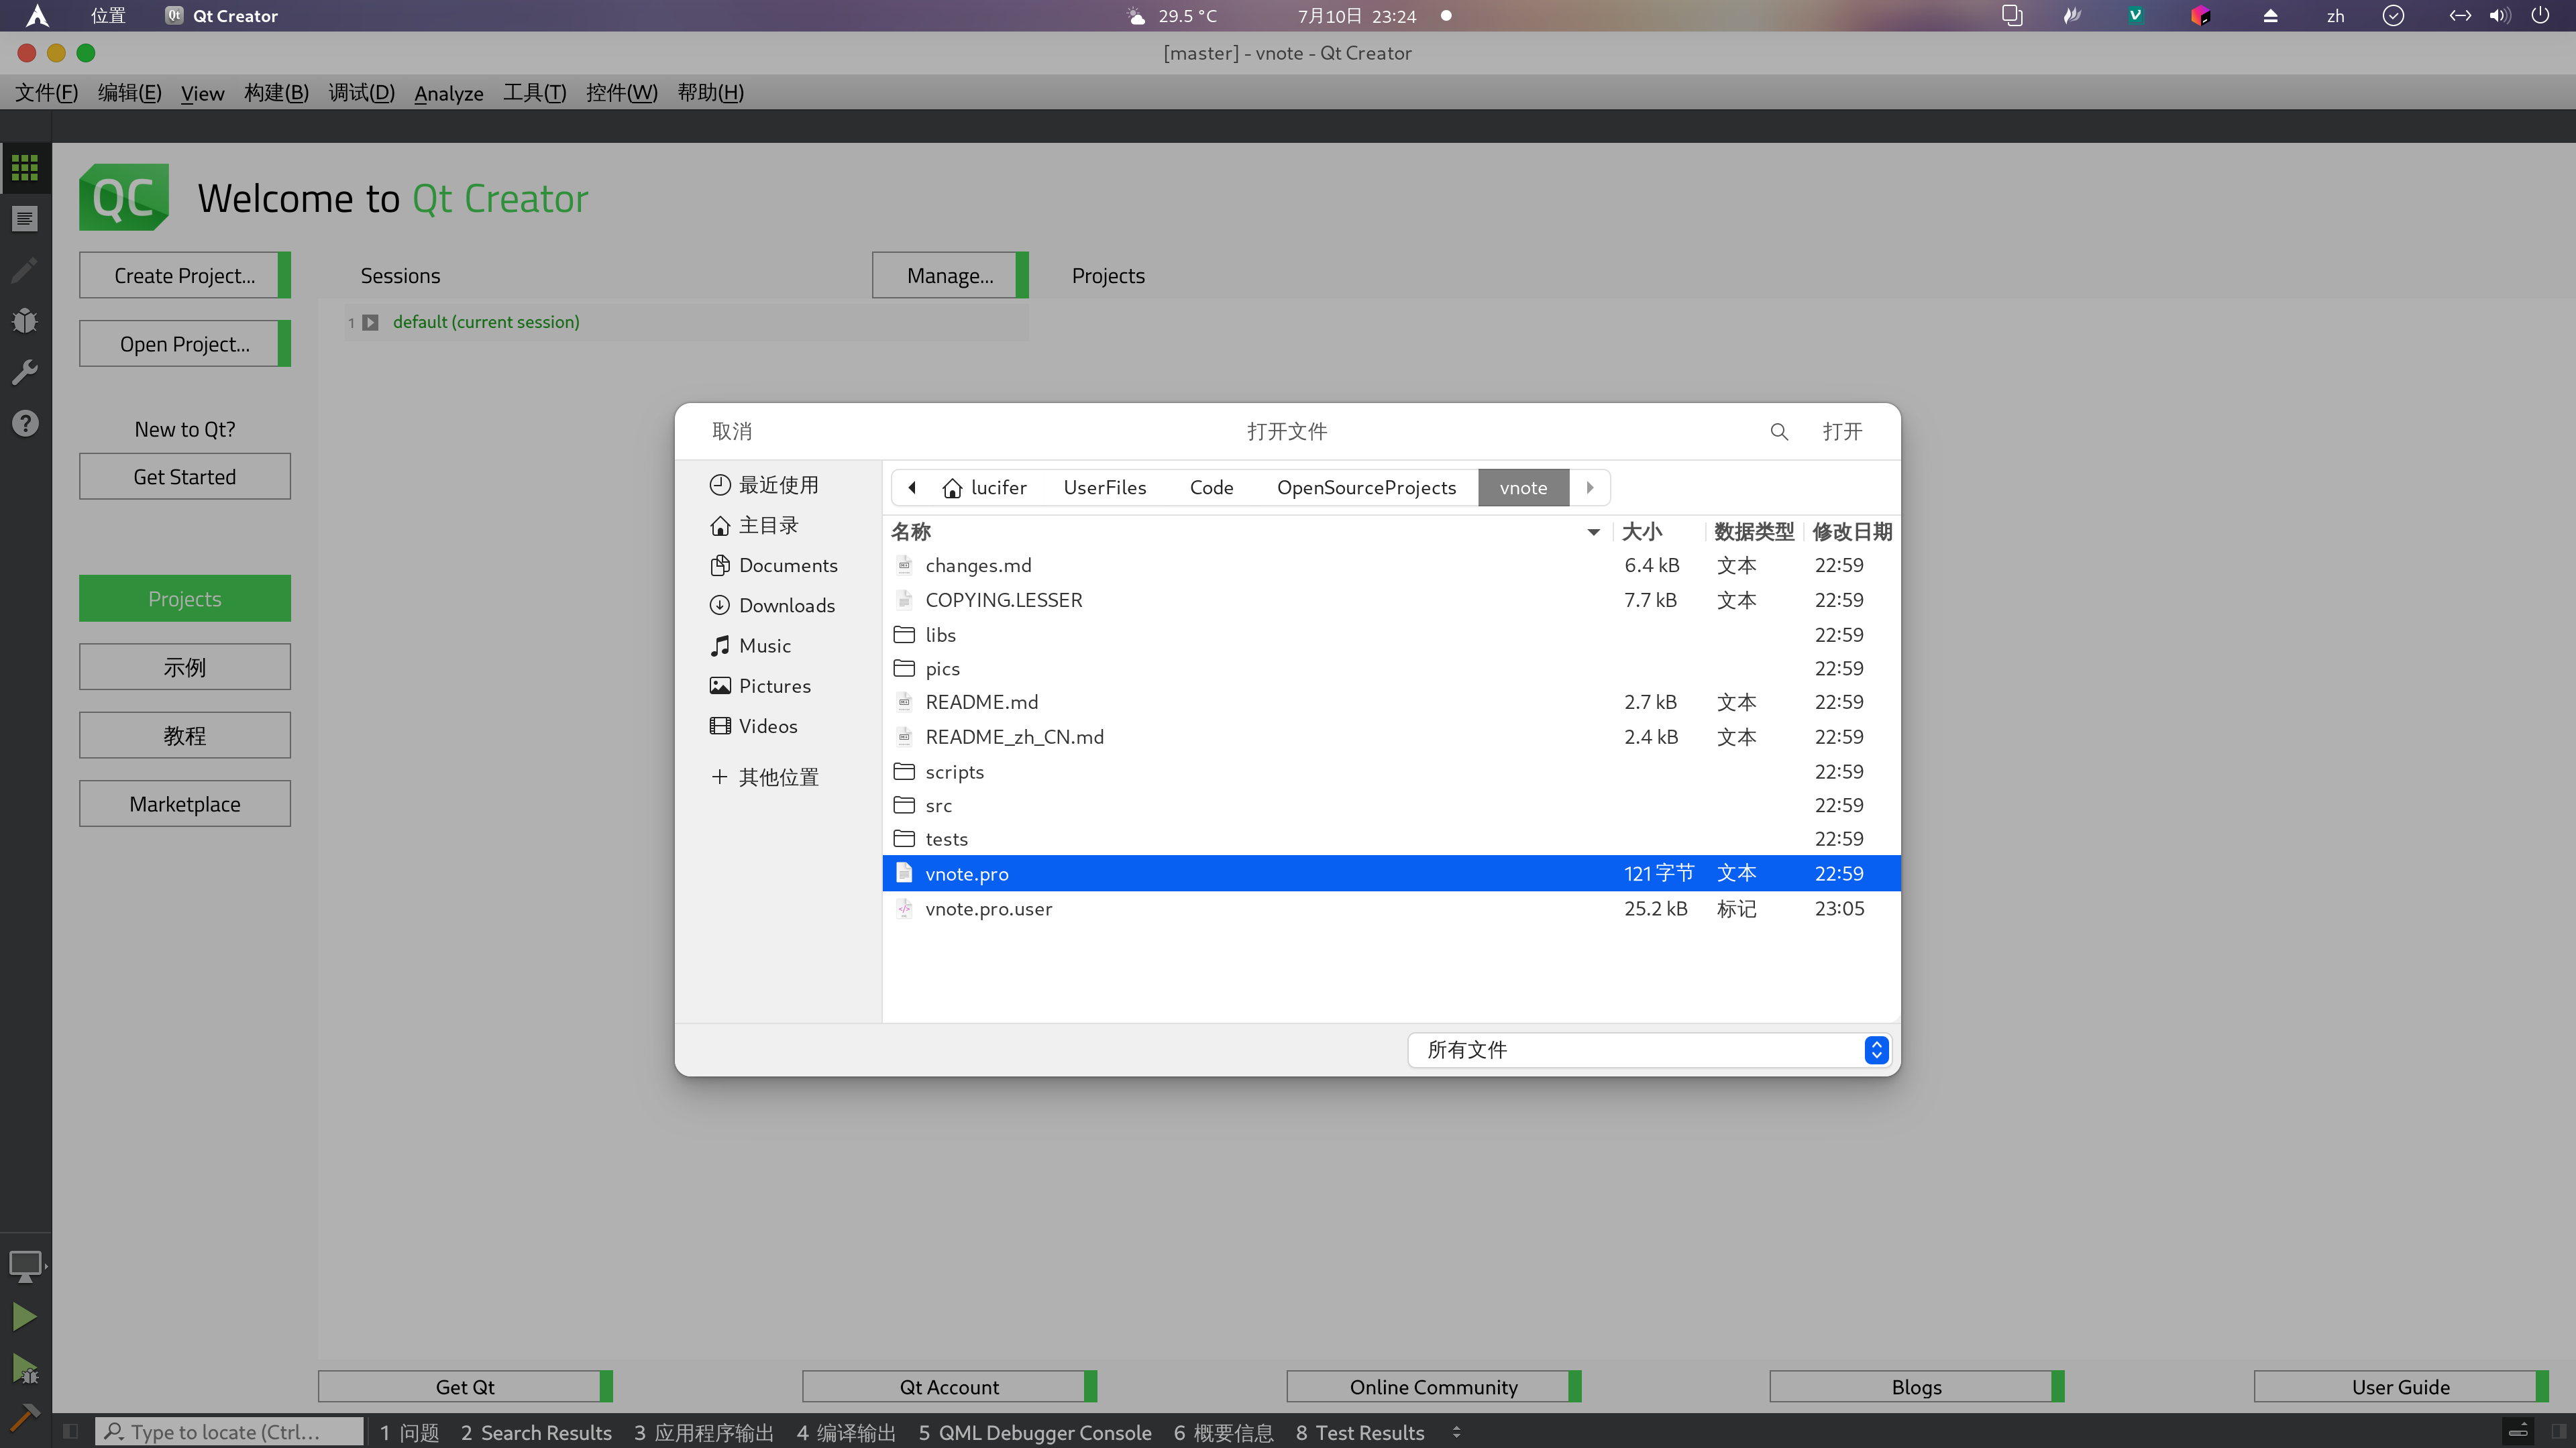 位置 Qt Creator 29.5 °C 7月10日 23:24 zh
[master] - vnote - Qt Creator
文件(F) 编辑(E) View 构建(B) 调试(D) Analyze 工具(T) 控件(W) 帮助(H)
QC Welcome to Qt Creator
Create Project... Sessions Manage... Projects
1 default (current session)
Open Project...
New to Qt?
Get Started
Projects
示例
教程
Marketplace
取消 打开文件 打开
最近使用
主目录
Documents
Downloads
Music
Pictures
Videos
其他位置
lucifer UserFiles Code OpenSourceProjects vnote
名称 大小 数据类型 修改日期
changes.md 6.4 kB 文本 22:59
COPYING.LESSER 7.7 kB 文本 22:59
libs 22:59
pics 22:59
README.md 2.7 kB 文本 22:59
README_zh_CN.md 2.4 kB 文本 22:59
scripts 22:59
src 22:59
tests 22:59
vnote.pro 121 字节 文本 22:59
vnote.pro.user 25.2 kB 标记 23:05
所有文件
Get Qt Qt Account Online Community Blogs User Guide
Type to locate (Ctrl... 1 问题 2 Search Results 3 应用程序输出 4 编译输出 5 QML Debugger Console 6 概要信息 8 Test Results